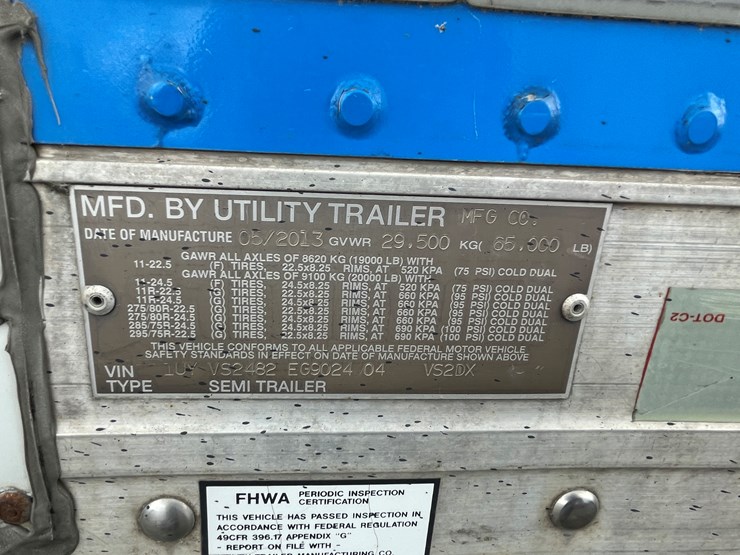 MFD. BY UTILITY TRAILER MFG CO.
DATE OF MANUFACTURE 05/2013 GVWR 29.500 KG( 65.000 LB)
GAWR ALL AXLES OF 8620 KG (19000 LB) WITH
11-22.5 (F) TIRES, 22.5x8.25 RIMS, AT 520 KPA (75 PSI) COLD DUAL
GAWR ALL AXLES OF 9100 KG (20000 LB) WITH
11-24.5 (F) TIRES, 24.5x8.25 RIMS, AT 520 KPA (75 PSI) COLD DUAL
11R-22.5 (G) TIRES, 22.5x8.25 RIMS, AT 660 KPA (95 PSI) COLD DUAL
11R-24.5 (G) TIRES, 24.5x8.25 RIMS, AT 660 KPA (95 PSI) COLD DUAL
275/80R-22.5 (G) TIRES, 22.5x8.25 RIMS, AT 660 KPA (95 PSI) COLD DUAL
275/80R-24.5 (G) TIRES, 24.5x8.25 RIMS, AT 660 KPA (95 PSI) COLD DUAL
285/75R-24.5 (G) TIRES, 24.5x8.25 RIMS, AT 690 KPA (100 PSI) COLD DUAL
295/75R-22.5 (G) TIRES, 22.5x8.25 RIMS, AT 690 KPA (100 PSI) COLD DUAL
THIS VEHICLE CONFORMS TO ALL APPLICABLE FEDERAL MOTOR VEHICLE
SAFETY STANDARDS IN EFFECT ON DATE OF MANUFACTURE SHOWN ABOVE
VIN 1UY VS2482 EG9024 04 VS2DX
TYPE SEMI TRAILER
DOT-C2
FHWA PERIODIC INSPECTION
CERTIFICATION
THIS VEHICLE HAS PASSED INSPECTION IN
ACCORDANCE WITH FEDERAL REGULATION
49CFR 396.17 APPENDIX "G"
- REPORT ON FILE WITH -
UTILITY TRAILER MANUFACTURING CO.